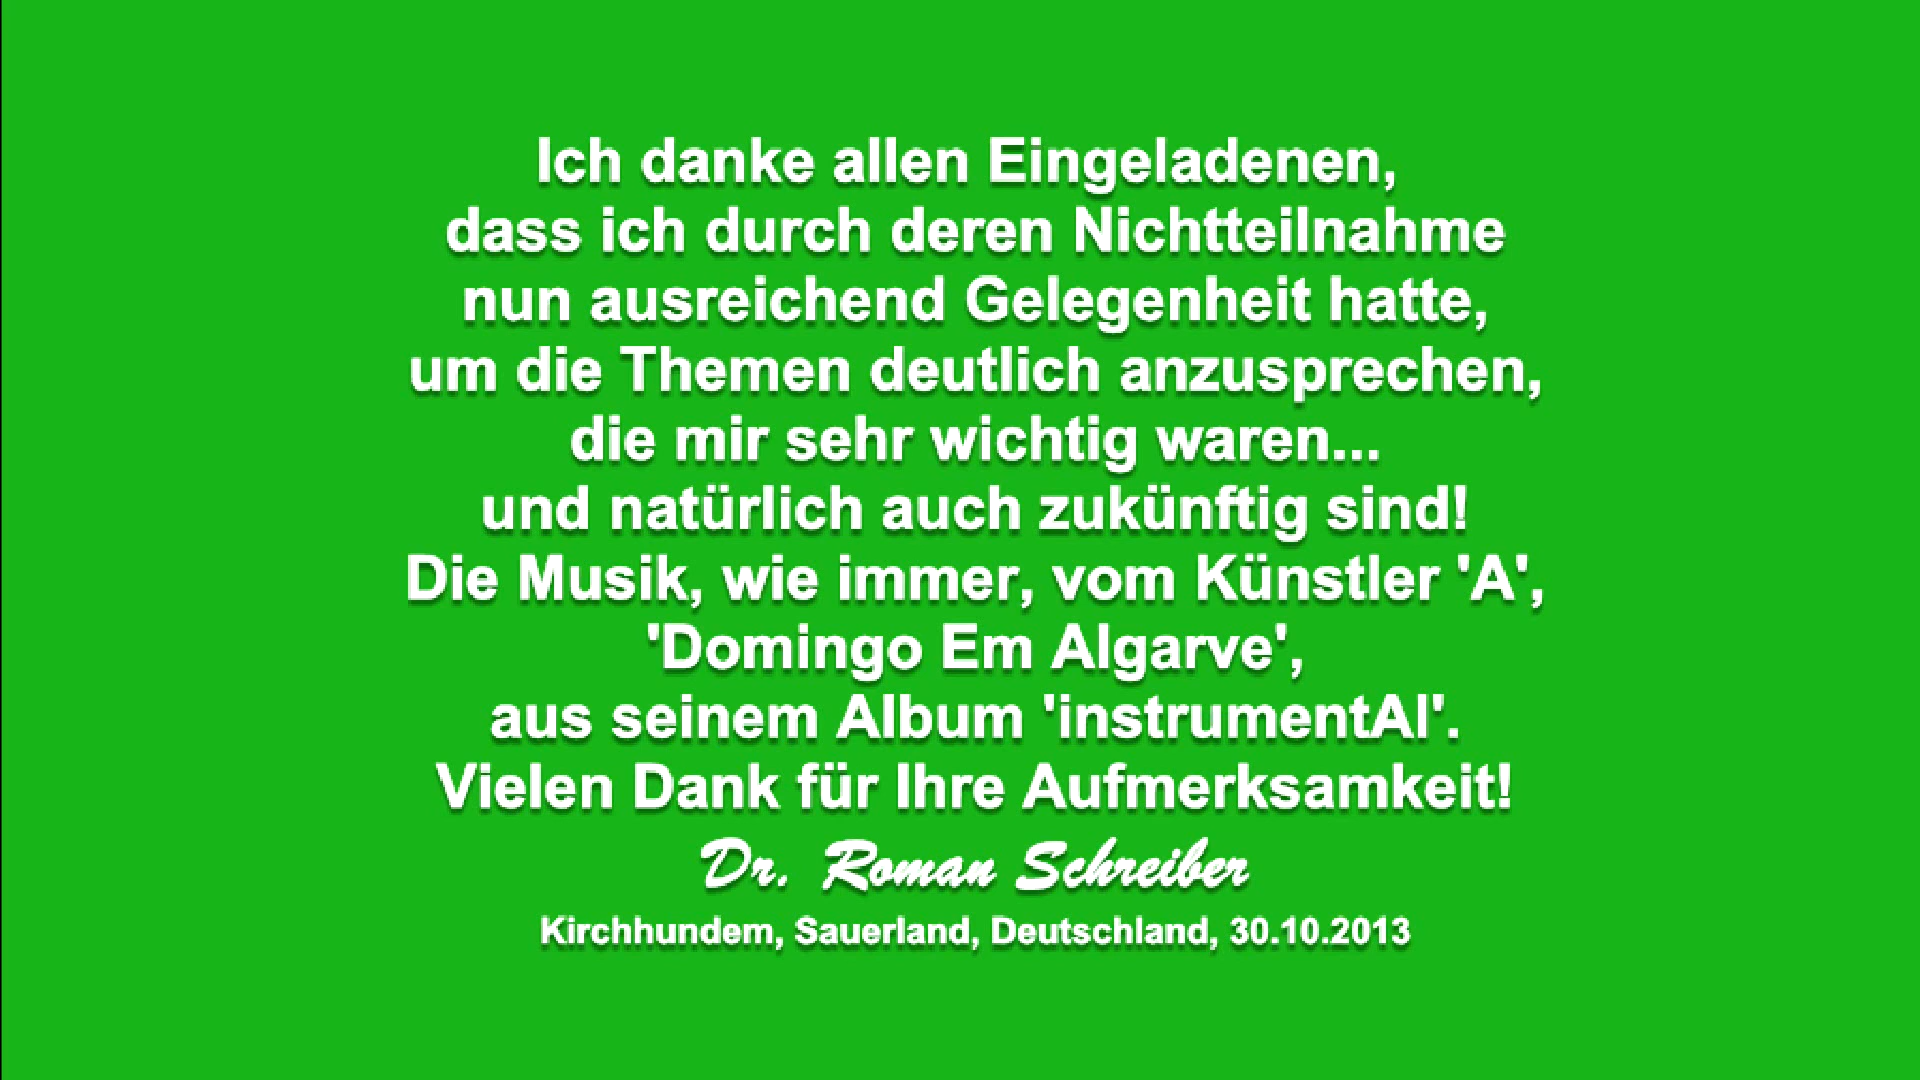 Ich danke allen Eingeladenen,
dass ich durch deren Nichtteilnahme
nun ausreichend Gelegenheit hatte,
um die Themen deutlich anzusprechen,
die mir sehr wichtig waren...
und natürlich auch zukünftig sind!
Die Musik, wie immer, vom Künstler 'A',
'Domingo Em Algarve',
aus seinem Album 'instrumentAl'.
Vielen Dank für Ihre Aufmerksamkeit!
Dr. Roman Schreiber
Kirchhundem, Sauerland, Deutschland, 30.10.2013